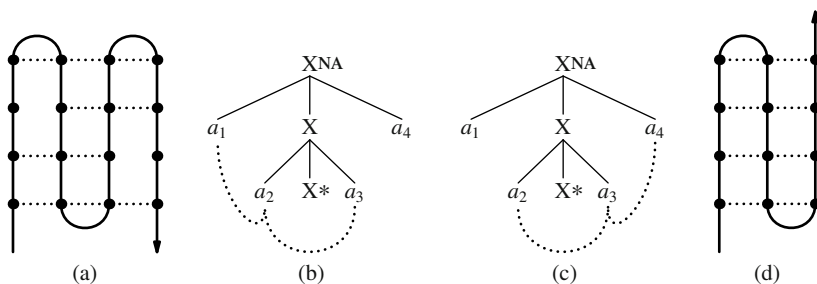 XNA XNA
a1 X a4 a1 X a4
a2 X* a3 a2 X* a3
(a) (b) (c) (d)